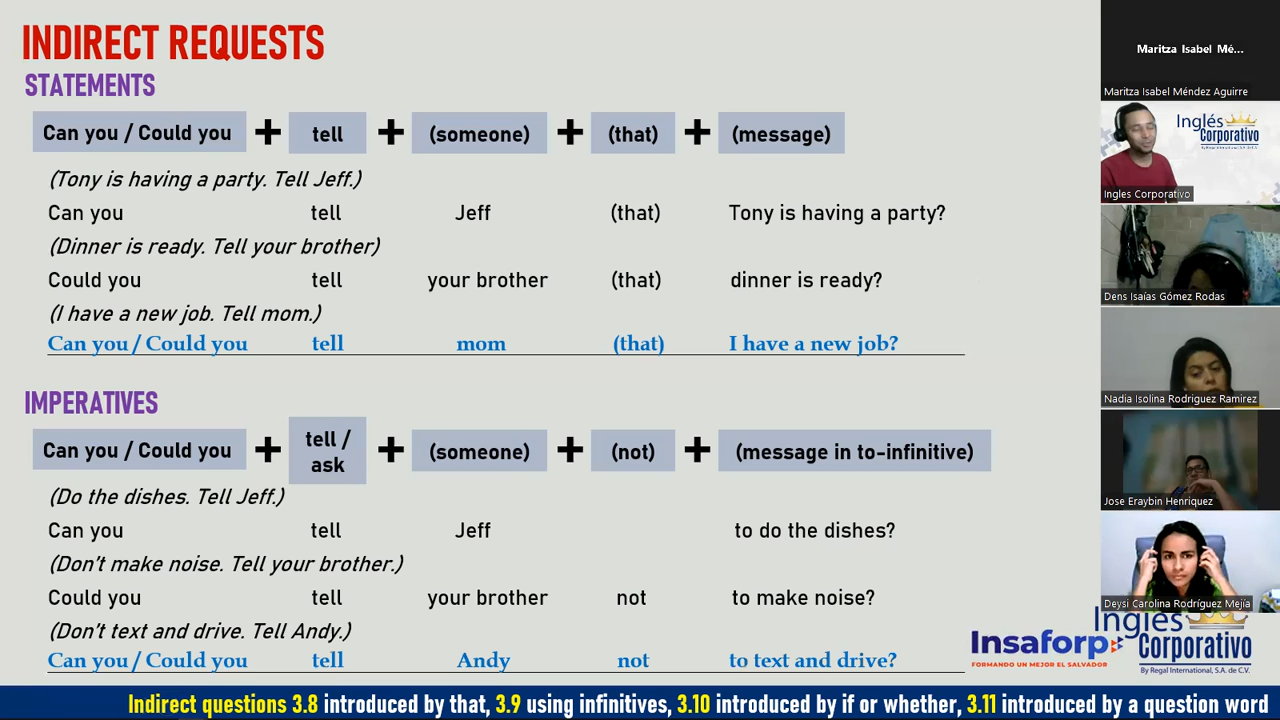 INDIRECT REQUESTS
STATEMENTS
Can you / Could you + tell + (someone) + (that) + (message)
(Tony is having a party. Tell Jeff.)
Can you tell Jeff (that) Tony is having a party?
(Dinner is ready. Tell your brother)
Could you tell your brother (that) dinner is ready?
(I have a new job. Tell mom.)
Can you / Could you tell mom (that) I have a new job?
IMPERATIVES
Can you / Could you + tell / ask + (someone) + (not) + (message in to-infinitive)
(Do the dishes. Tell Jeff.)
Can you tell Jeff to do the dishes?
(Don't make noise. Tell your brother.)
Could you tell your brother not to make noise?
(Don't text and drive. Tell Andy.)
Can you / Could you tell Andy not to text and drive?
Insaforp
FORMANDO UN MEJOR EL SALVADOR
Inglés
Corporativo
By Regal International, S.A. de C.V.
Indirect questions 3.8 introduced by that, 3.9 using infinitives, 3.10 introduced by if or whether, 3.11 introduced by a question word
Maritza Isabel Mé...
Maritza Isabel Méndez Aguirre
Inglés
Corporativo
By Regal International, S.A. de C.V.
Ingles Corporativo
Dens Isaías Gómez Rodas
Nadia Isolina Rodriguez Ramirez
Jose Eraybin Henriquez
Deysi Carolina Rodríguez Mejía